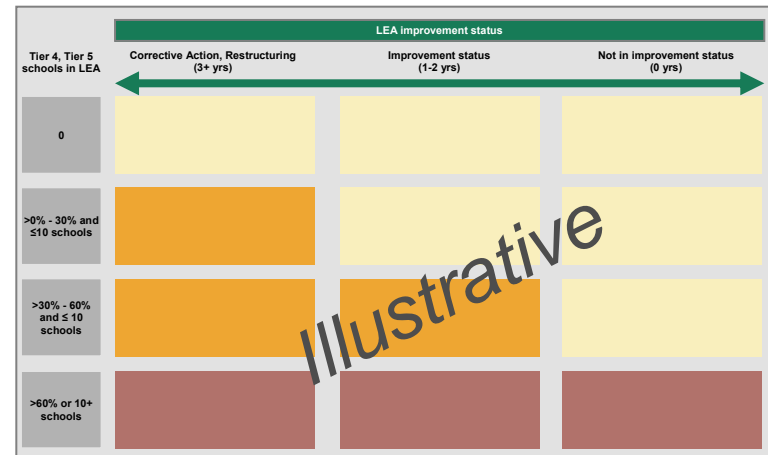 LEA improvement status
Tier 4, Tier 5
schools in LEA
Corrective Action, Restructuring
(3+ yrs)
Improvement status
(1-2 yrs)
Not in improvement status
(0 yrs)
0
>0% - 30% and
≤10 schools
>30% - 60%
and ≤ 10
schools
>60% or 10+
schools
Illustrative